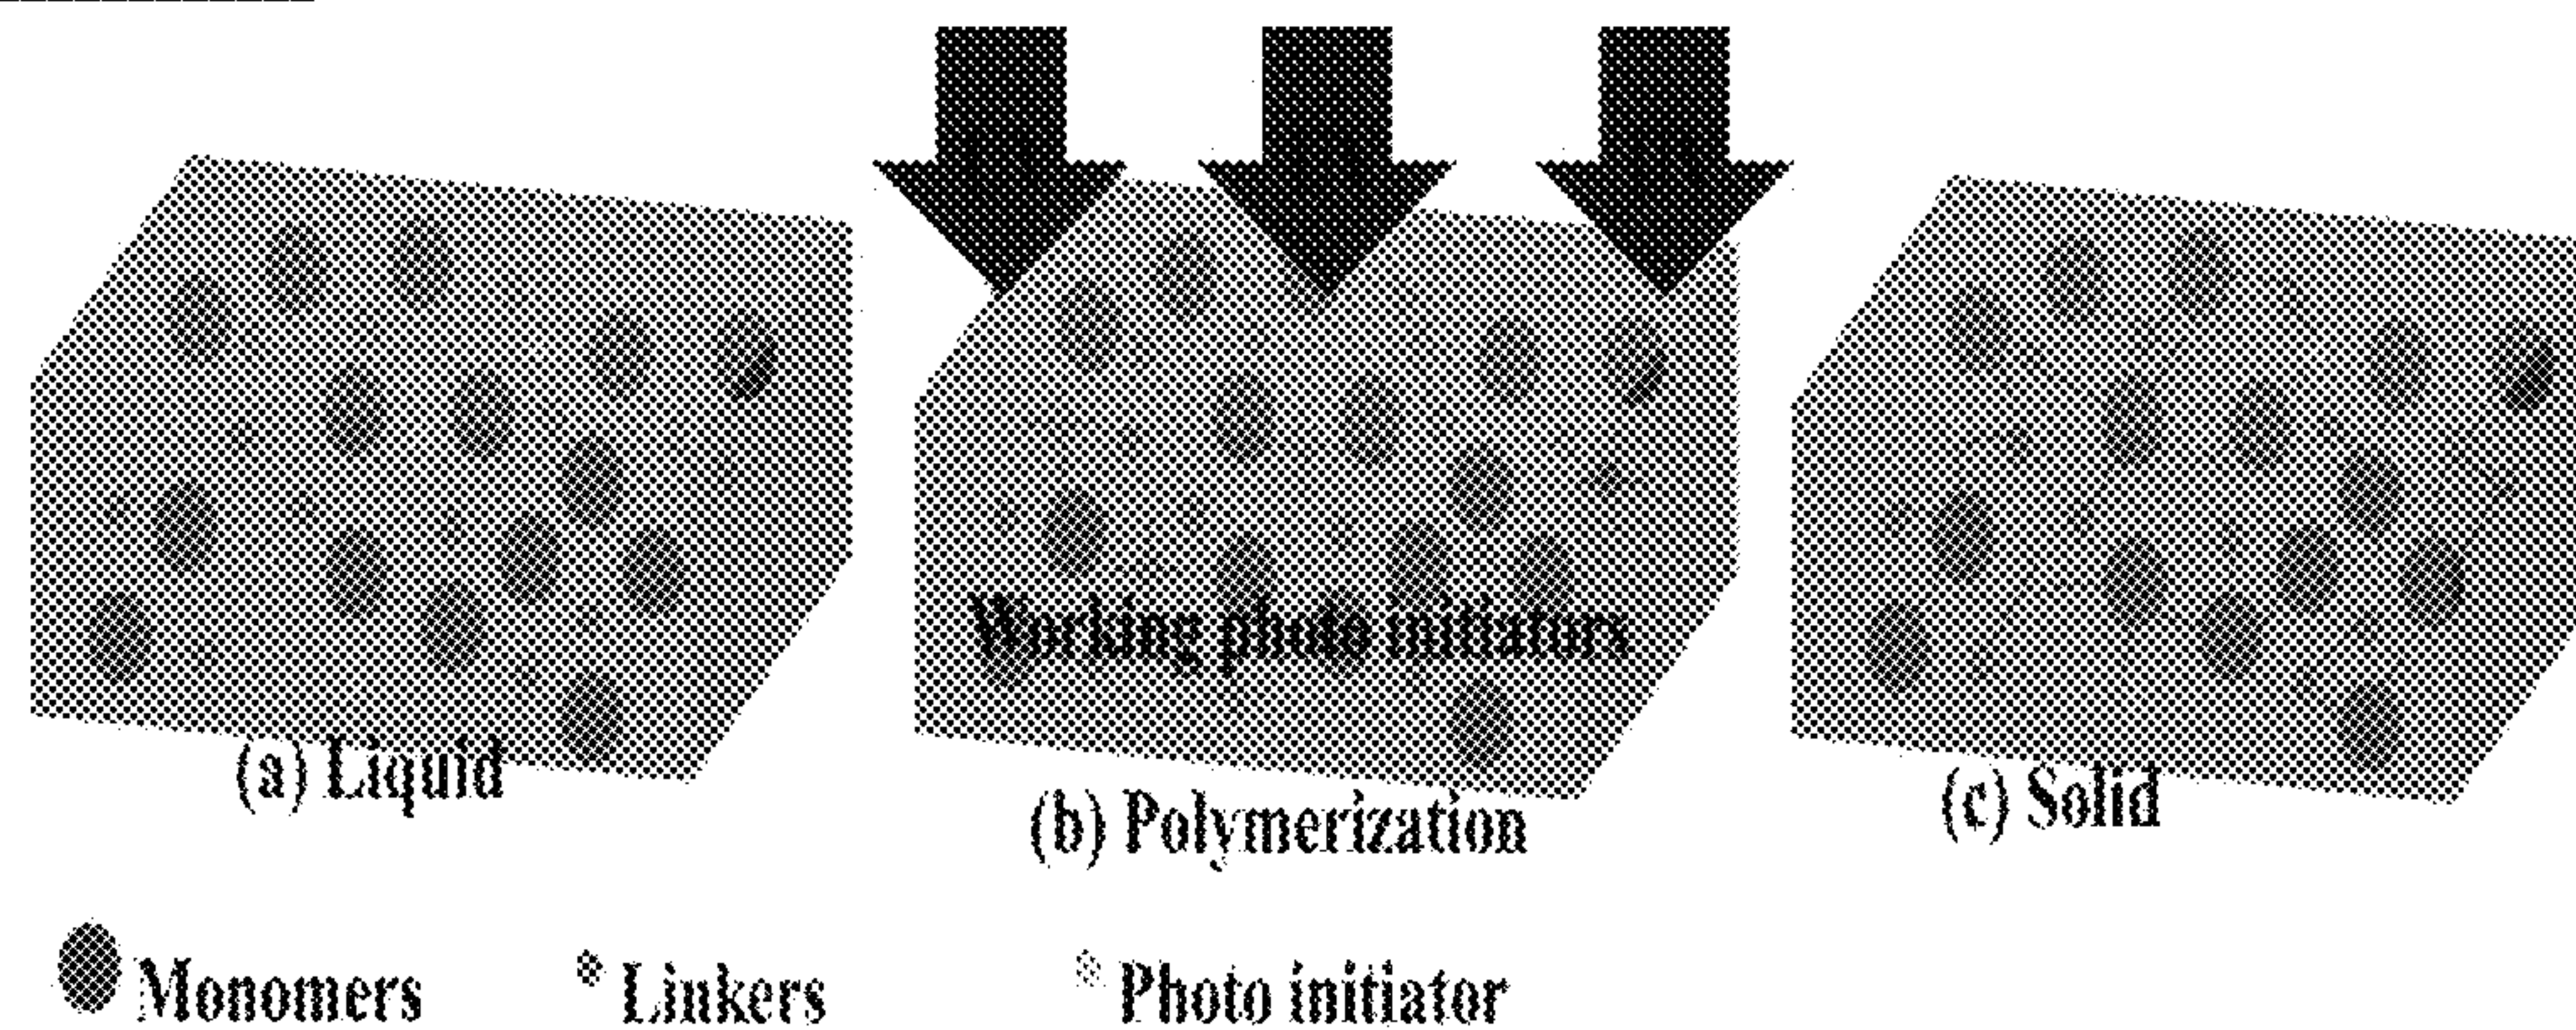 Working photo initiators
(a) Liquid
(b) Polymerization
(c) Solid
Monomers
Linkers
Photo initiator